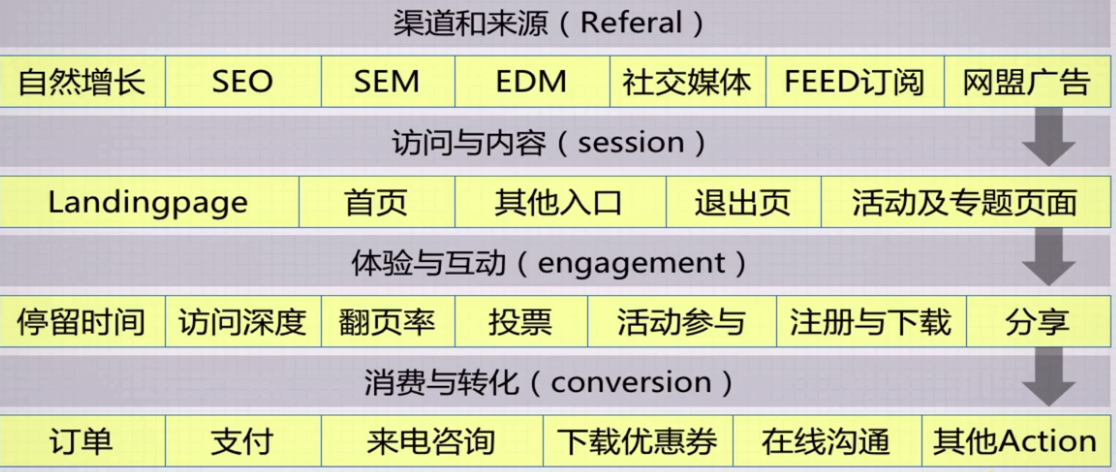 渠道和来源（Referal）
自然增长 SEO SEM EDM 社交媒体 FEED订阅 网盟广告
访问与内容（session）
Landingpage 首页 其他入口 退出页 活动及专题页面
体验与互动（engagement）
停留时间 访问深度 翻页率 投票 活动参与 注册与下载 分享
消费与转化（conversion）
订单 支付 来电咨询 下载优惠券 在线沟通 其他Action